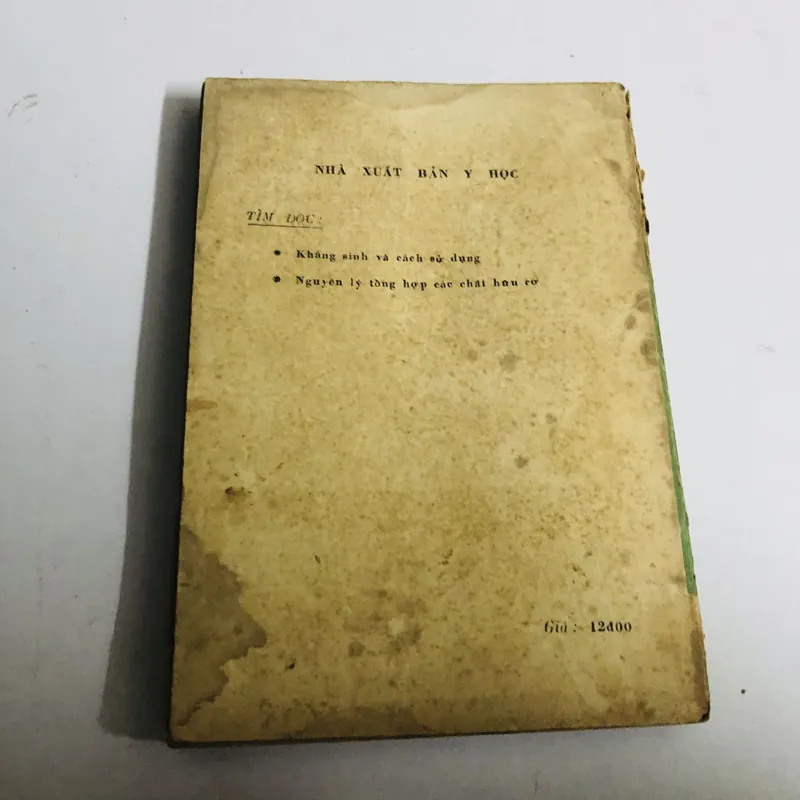 NHÀ XUẤT BẢN Y HỌC
TÌM ĐỌC:
* Kháng sinh và cách sử dụng
* Nguyên lý tổng hợp các chất hữu cơ
Giá: 12đ00